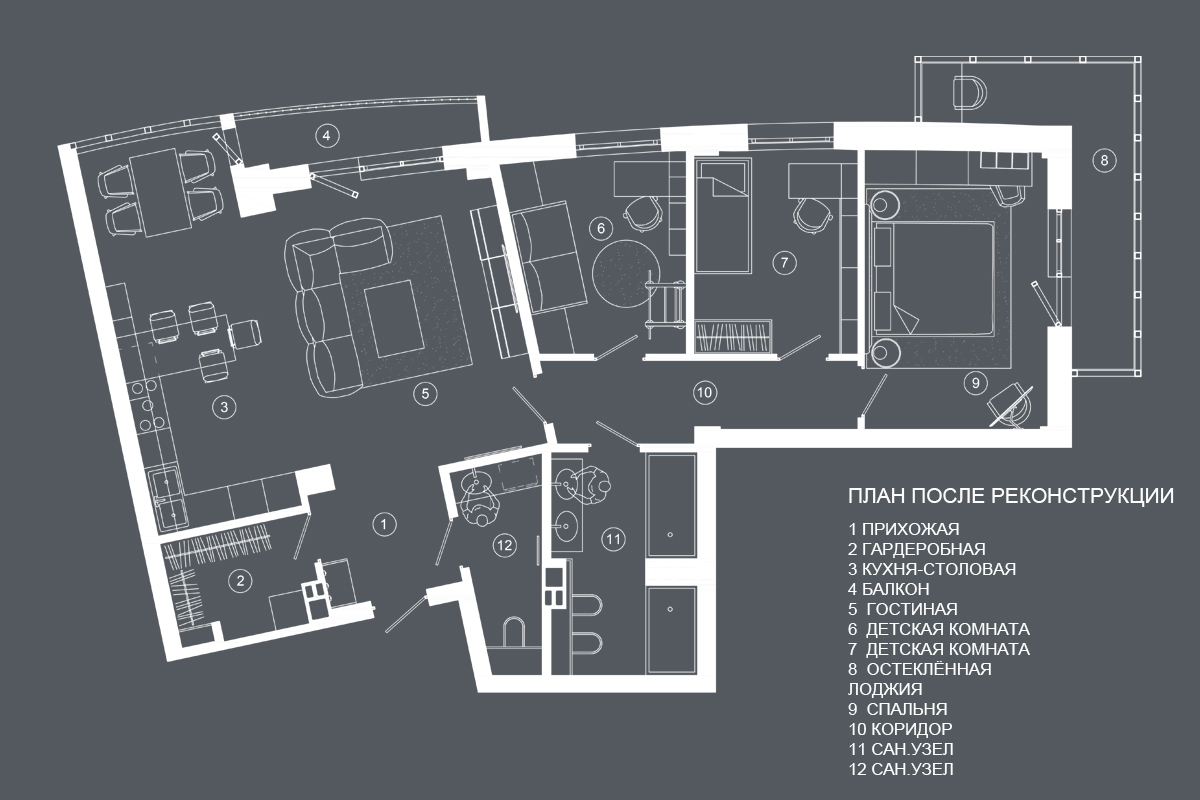 4
8
6
7
9
5
10
3
1
12
11
2
ПЛАН ПОСЛЕ РЕКОНСТРУКЦИИ
1 ПРИХОЖАЯ
2 ГАРДЕРОБНАЯ
3 КУХНЯ-СТОЛОВАЯ
4 БАЛКОН
5 ГОСТИНАЯ
6 ДЕТСКАЯ КОМНАТА
7 ДЕТСКАЯ КОМНАТА
8 ОСТЕКЛЁННАЯ
ЛОДЖИЯ
9 СПАЛЬНЯ
10 КОРИДОР
11 САН.УЗЕЛ
12 САН.УЗЕЛ